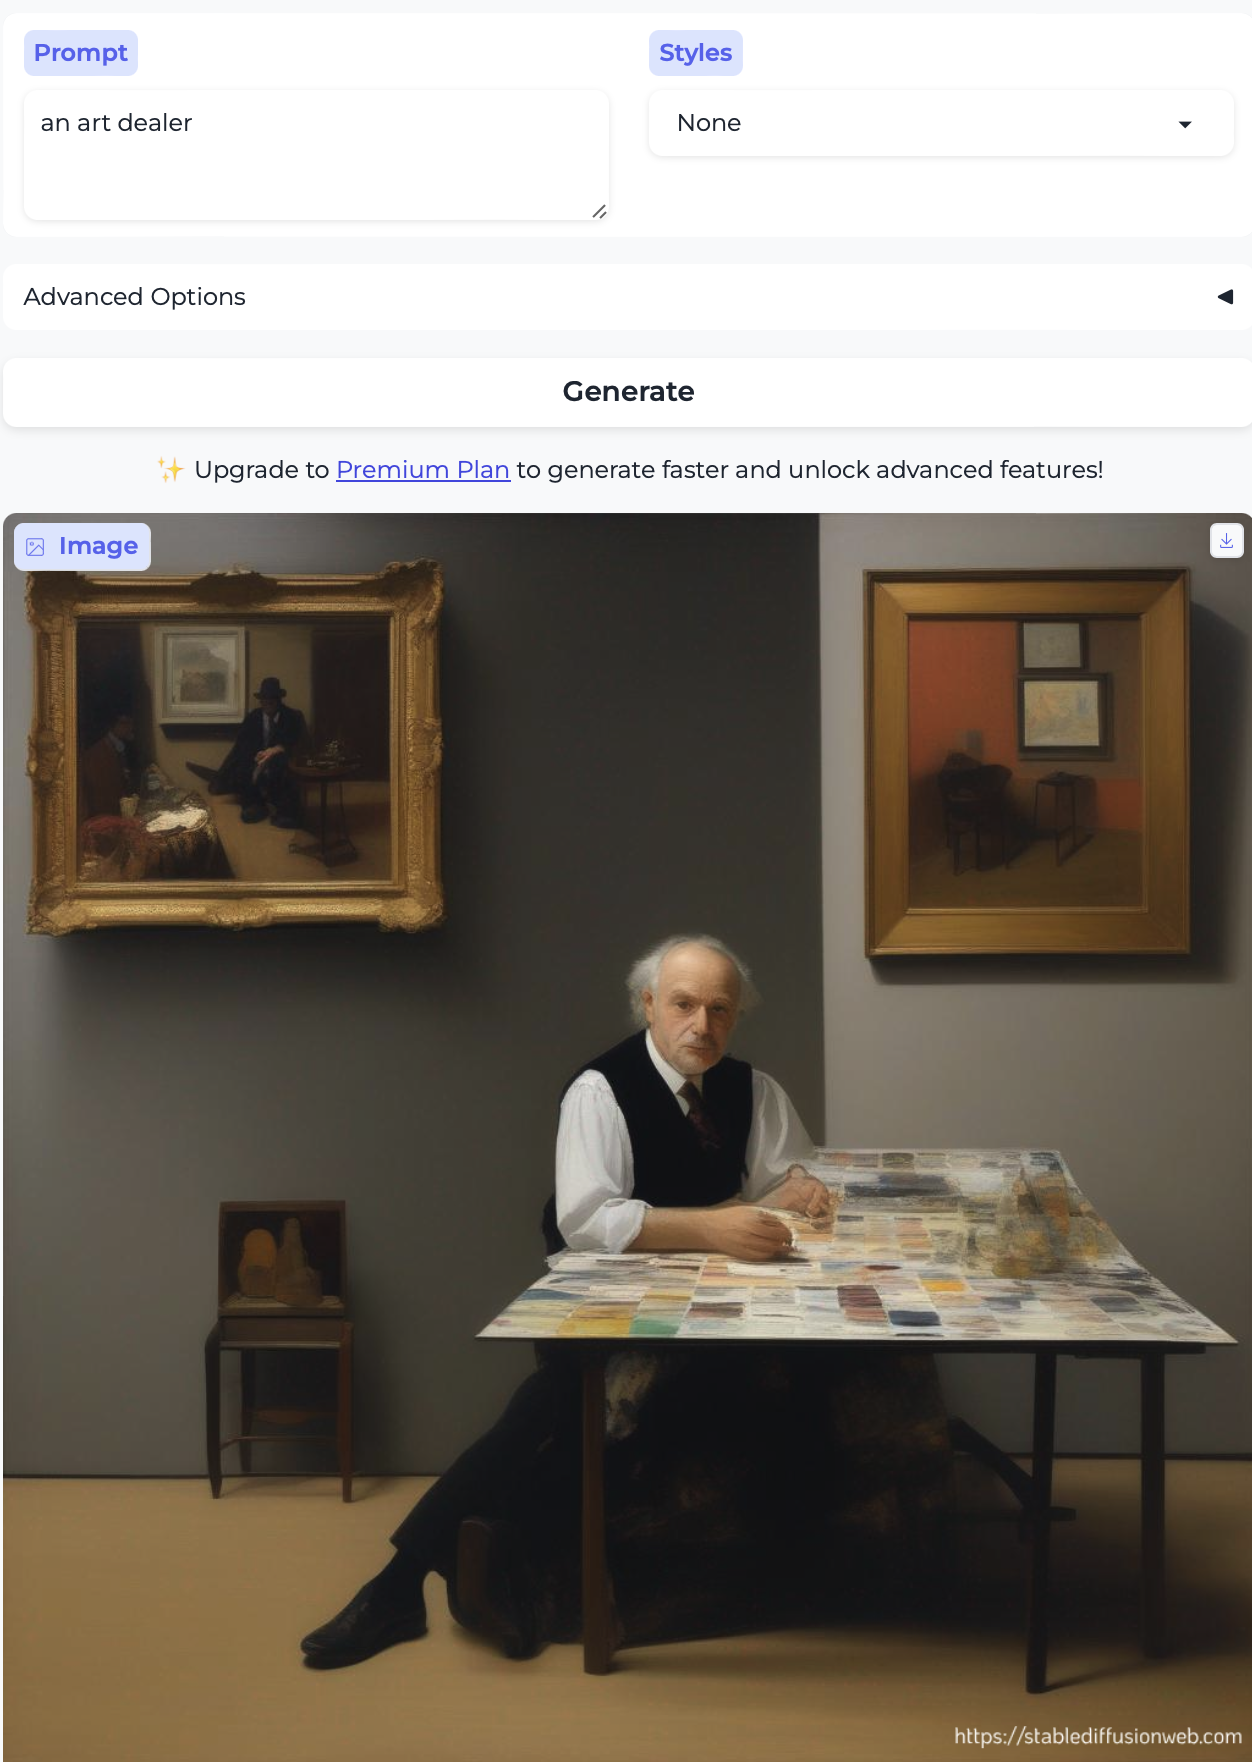 Prompt
Styles
an art dealer
None
Advanced Options
Generate
✨ Upgrade to Premium Plan to generate faster and unlock advanced features!
Image
https://stablediffusionweb.com